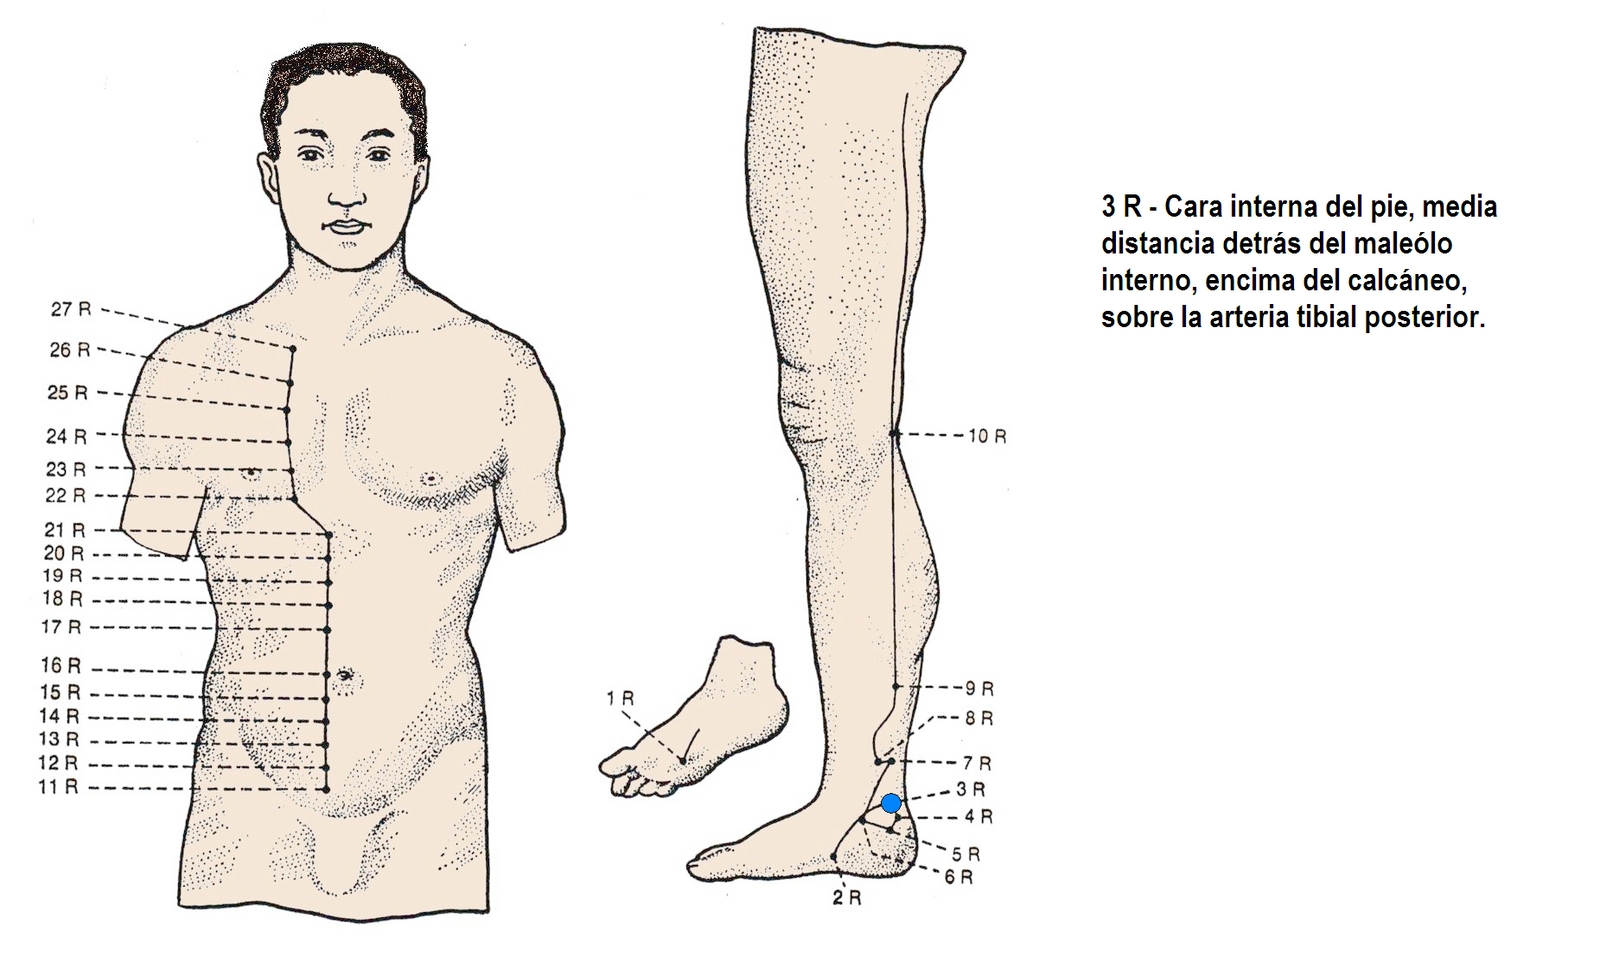 27 R
26 R
25 R
24 R
23 R
22 R
21 R
20 R
19 R
18 R
17 R
16 R
15 R
14 R
13 R
12 R
11 R
1 R
10 R
9 R
8 R
7 R
3 R
4 R
5 R
6 R
2 R
3 R - Cara interna del pie, media
distancia detrás del maleólo
interno, encima del calcáneo,
sobre la arteria tibial posterior.